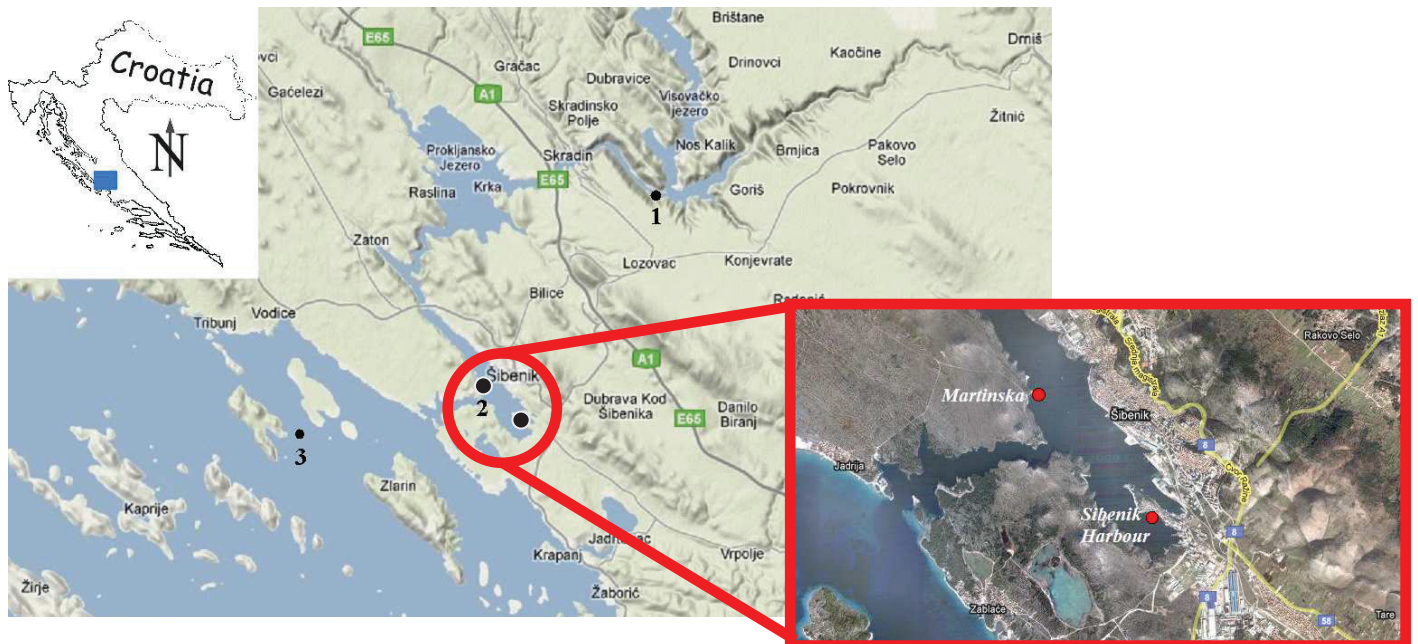 Croatia
N
Brištane
Drniš
Kaočine
E65
Gračac
Drinovci
Dubravice
A1
Visovačko
jezero
Gaćelezi
Skradinsko
Polje
Žitnić
Nos Kalik
Brnjica
Pakovo
Selo
Prokljansko
Jezero
Skradin
Krka
E65
Raslina
Goriš
Pokrovnik
1
Zaton
Lozovac
Konjevrate
Bilice
Vodice
Tribunj
A1
Šibenik
2
Dubrava Kod
Šibenika
E65
Danilo
Biranj
3
Zlarin
Kaprije
Krapanj
Vrpolje
Žirje
Žaborić
Rakovo Selo
Martinska
Šibenik
8
Jadrija
Šibenik
Harbour
8
Zablaće
8
58
Tare